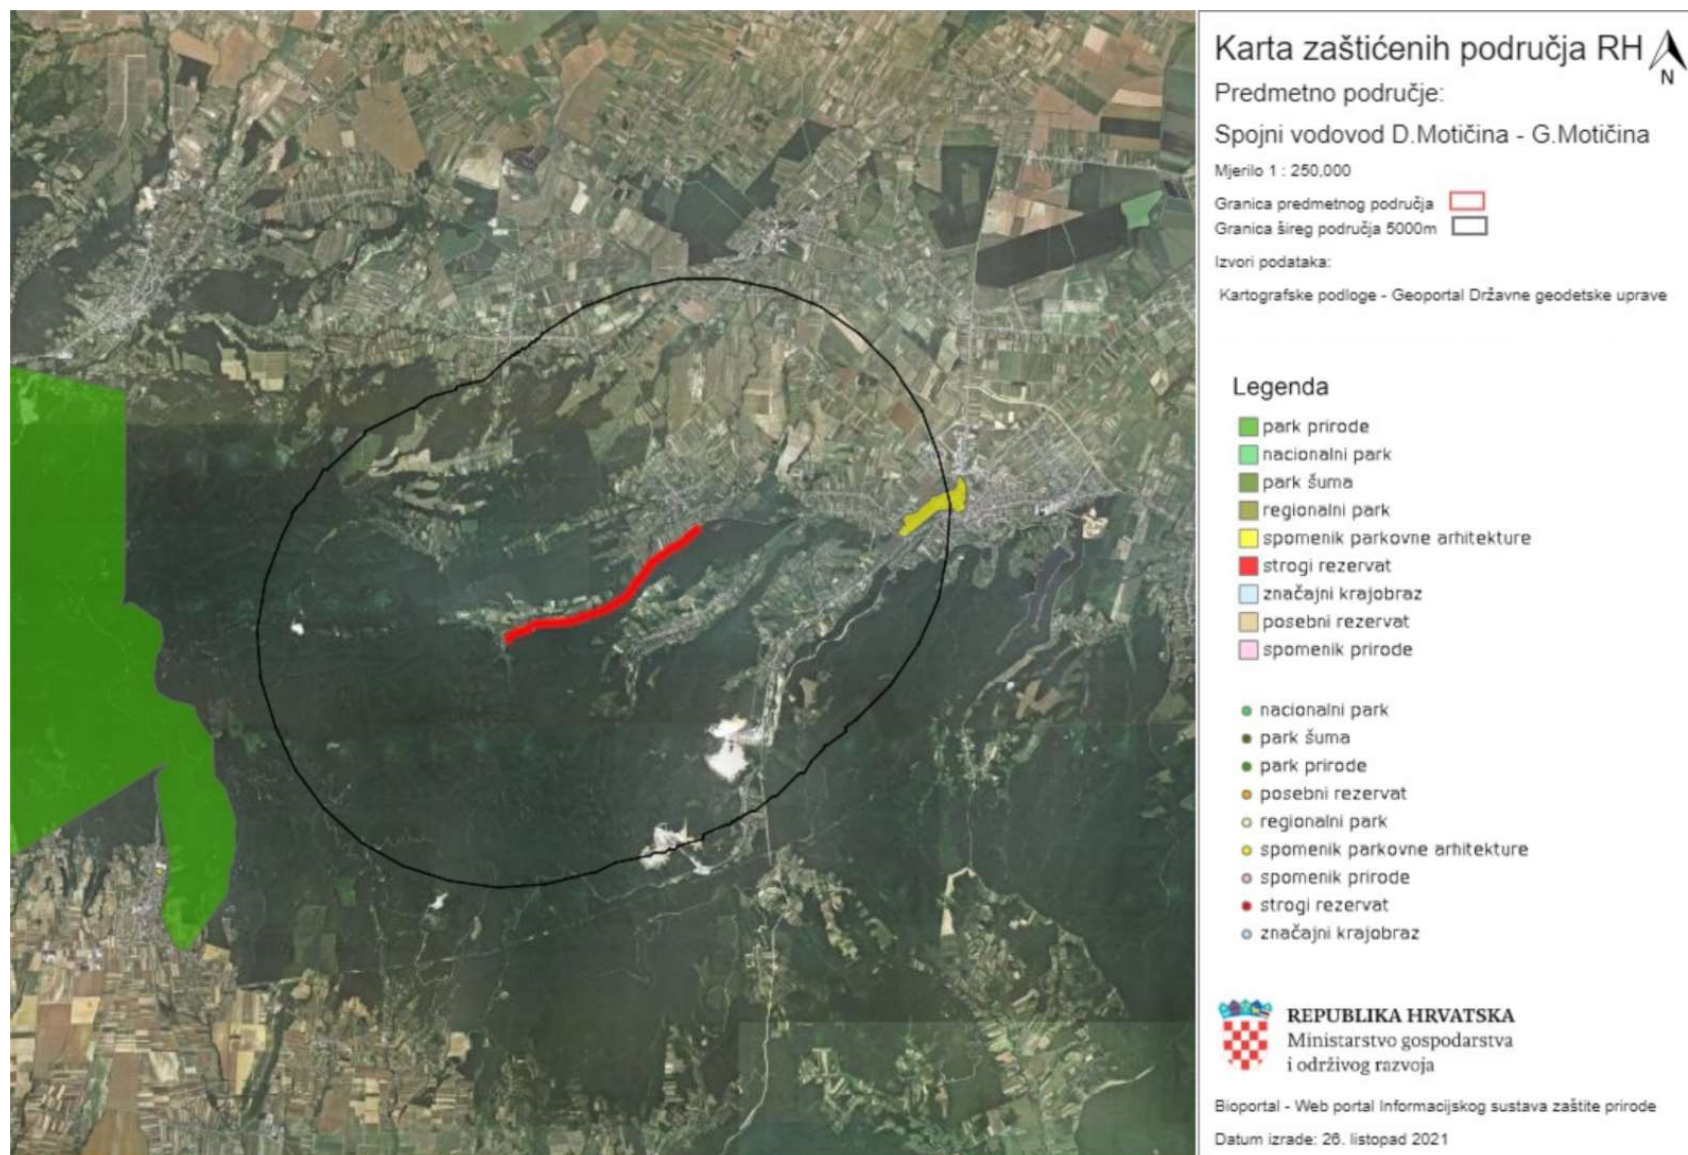 Karta zaštićenih područja RH
N
Predmetno područje:
Spojni vodovod D.Motičina - G.Motičina
Mjerilo 1 : 250,000
Granica predmetnog područja
Granica šireg područja 5000m
Izvori podataka:
Kartografske podloge - Geoportal Državne geodetske uprave
Legenda
park prirode
nacionalni park
park šuma
regionalni park
spomenik parkovne arhitekture
strogi rezervat
značajni krajobraz
posebni rezervat
spomenik prirode
nacionalni park
park šuma
park prirode
posebni rezervat
regionalni park
spomenik parkovne arhitekture
spomenik prirode
strogi rezervat
značajni krajobraz
REPUBLIKA HRVATSKA
Ministarstvo gospodarstva
i održivog razvoja
Bioportal - Web portal Informacijskog sustava zaštite prirode
Datum izrade: 26. listopad 2021